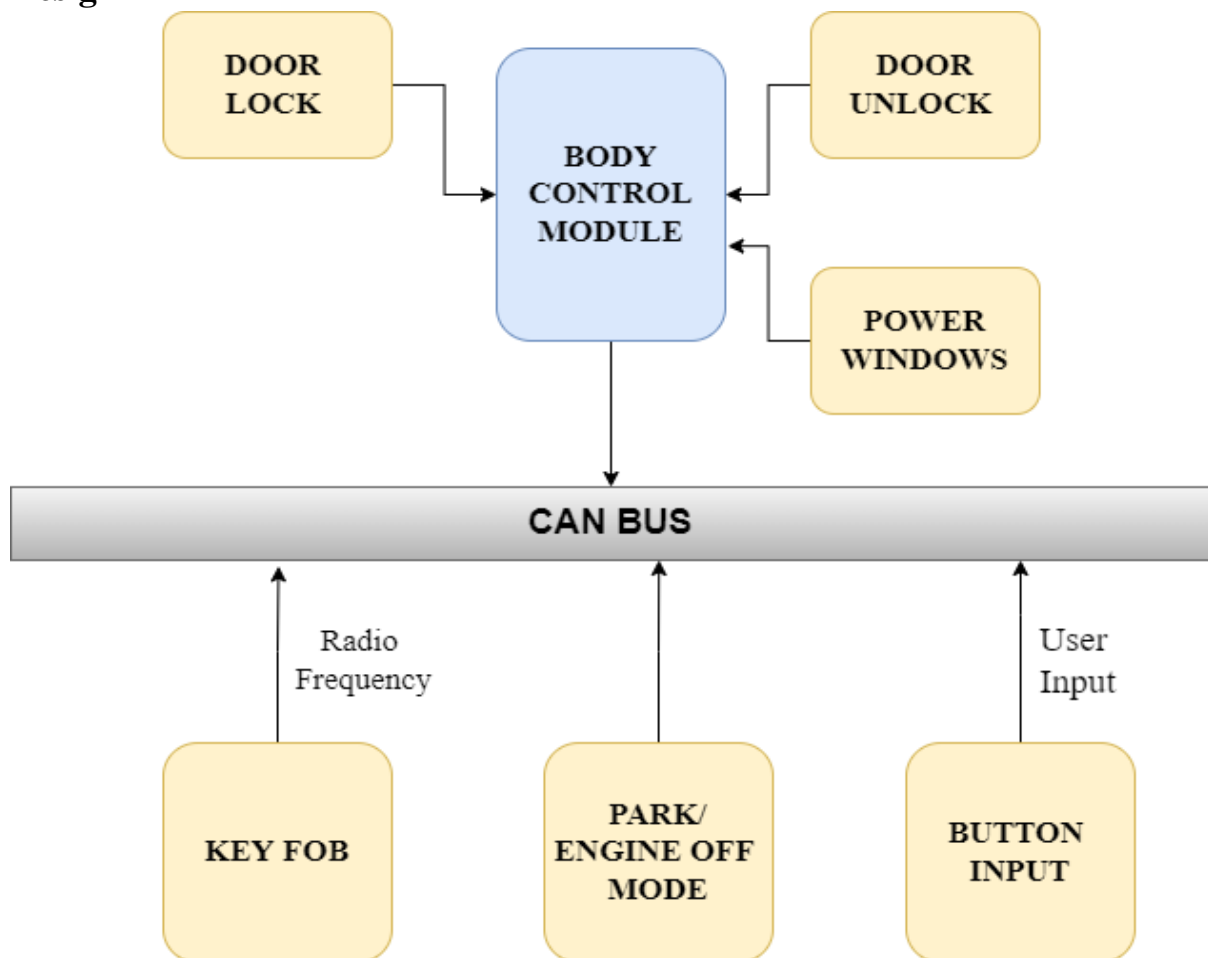 DOOR
LOCK
BODY
CONTROL
MODULE
DOOR
UNLOCK
POWER
WINDOWS
CAN BUS
Radio
Frequency
User
Input
KEY FOB
PARK/
ENGINE OFF
MODE
BUTTON
INPUT